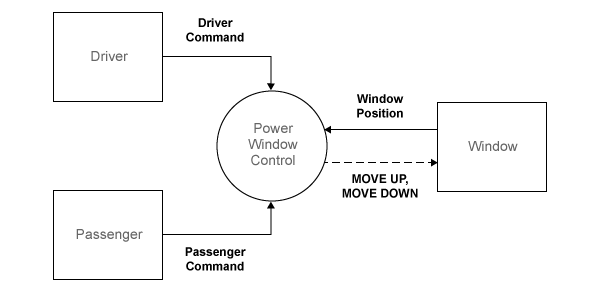 Driver
Command
Driver
Power
Window
Control
Window
Position
Window
MOVE UP,
MOVE DOWN
Passenger
Passenger
Command